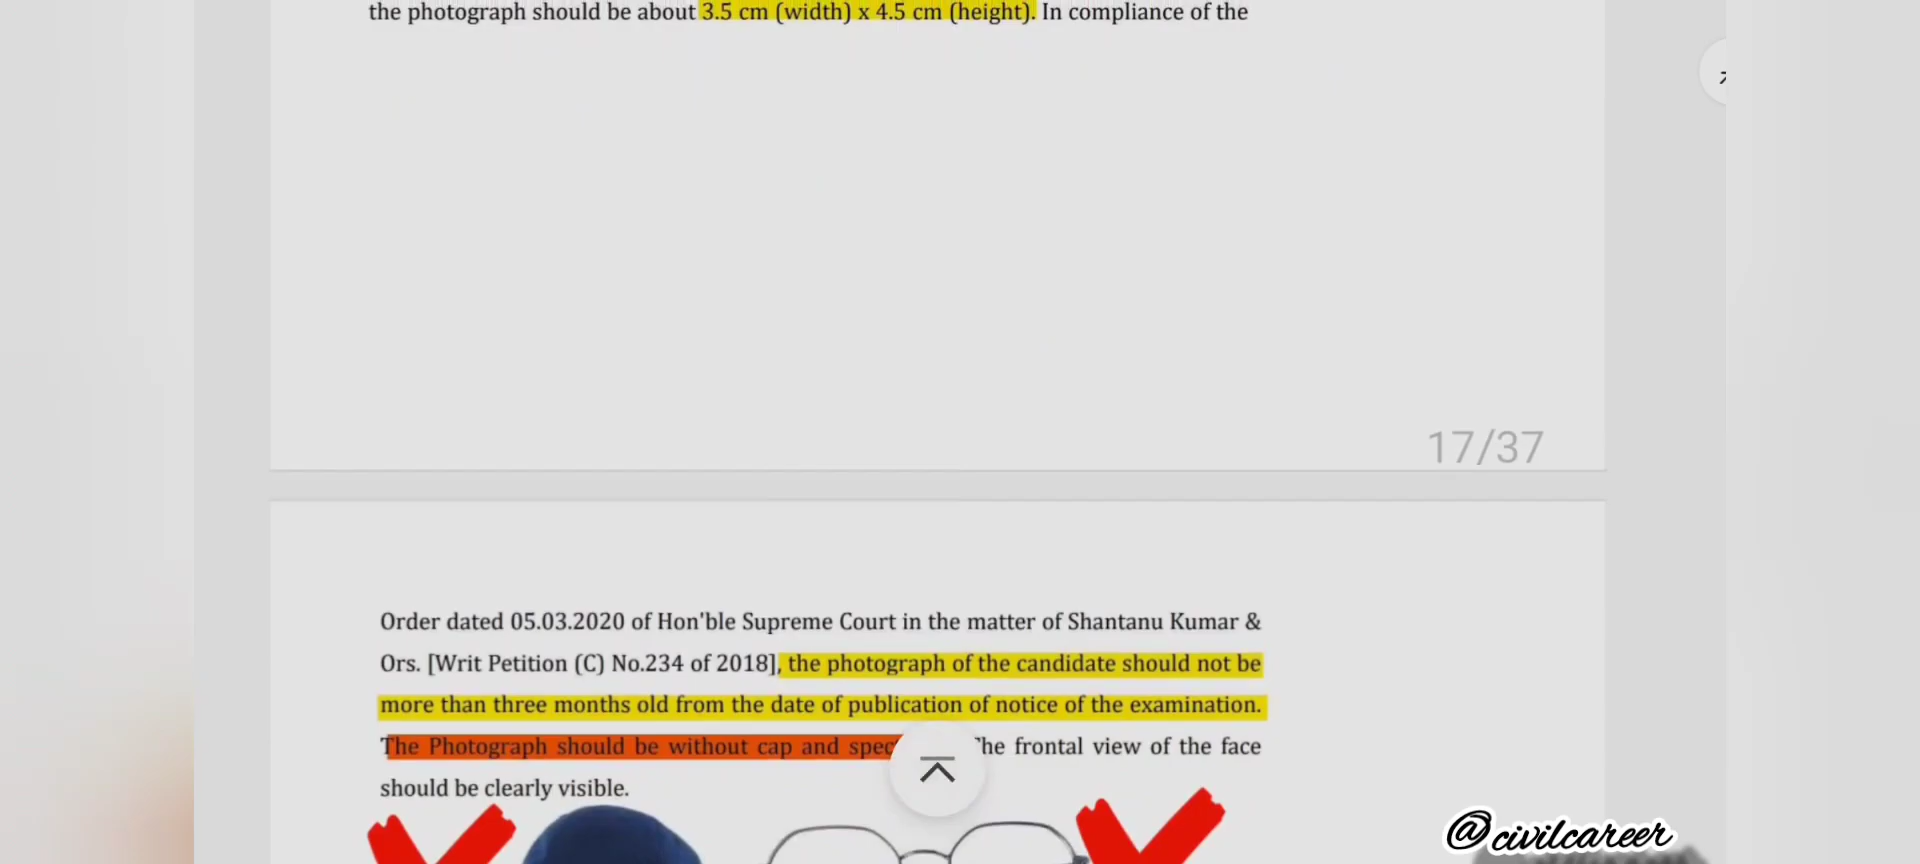 the photograph should be about 3.5 cm (width) x 4.5 cm (height). In compliance of the
17/37
Order dated 05.03.2020 of Hon'ble Supreme Court in the matter of Shantanu Kumar &
Ors. [Writ Petition (C) No.234 of 2018], the photograph of the candidate should not be
more than three months old from the date of publication of notice of the examination.
The Photograph should be without cap and frontal view of the face
should be clearly visible.
@civilcareer